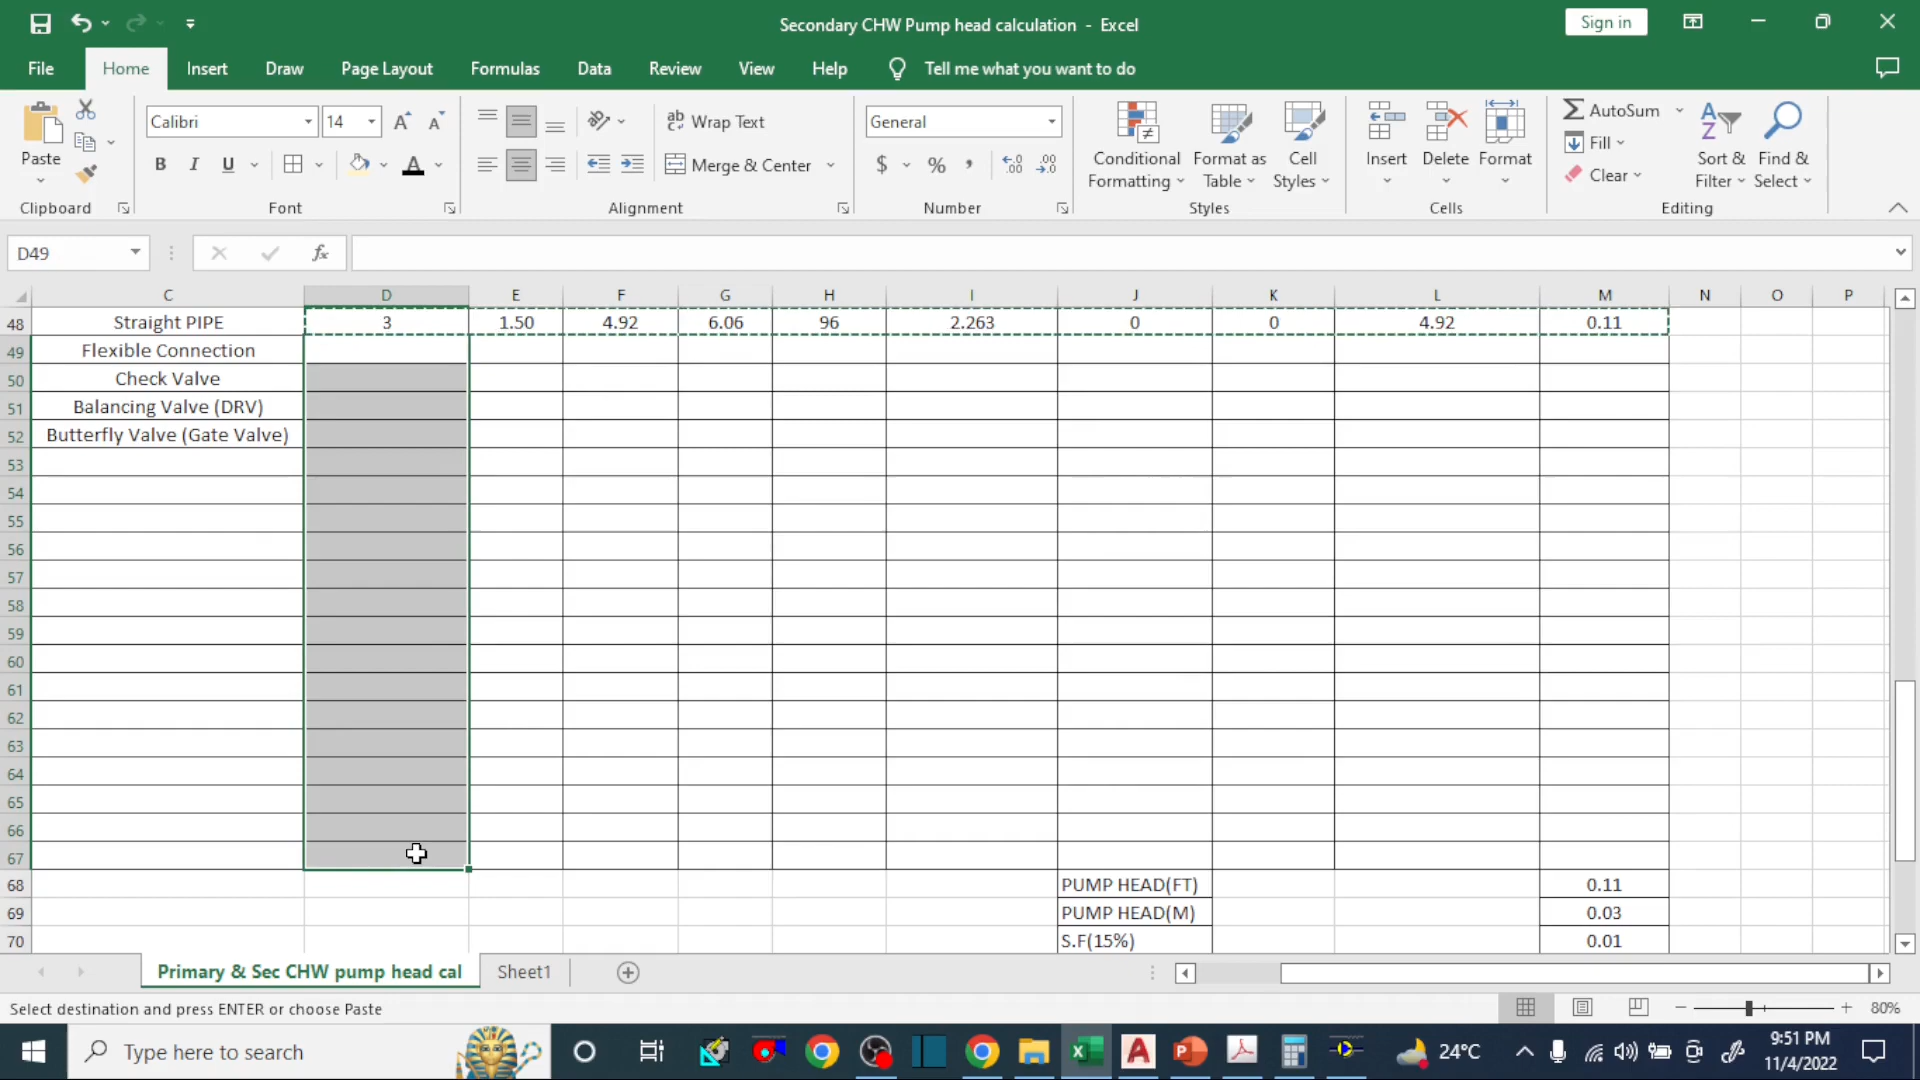 Secondary CHW Pump head calculation - Excel
Sign in
File Home Insert Draw Page Layout Formulas Data Review View Help Tell me what you want to do
Paste
Clipboard
Calibri 14
B I U
Font
Wrap Text
Merge & Center
Alignment
General
$ % ,
Number
Conditional Formatting
Format as Table
Cell Styles
Styles
Insert Delete Format
Cells
AutoSum
Fill
Clear
Sort & Filter
Find & Select
Editing
D49
fx
C D E F G H I J K L M N O P
48 Straight PIPE 3 1.50 4.92 6.06 96 2.263 0 0 4.92 0.11
49 Flexible Connection
50 Check Valve
51 Balancing Valve (DRV)
52 Butterfly Valve (Gate Valve)
53
54
55
56
57
58
59
60
61
62
63
64
65
66
67
68 PUMP HEAD(FT) 0.11
69 PUMP HEAD(M) 0.03
70 S.F(15%) 0.01
Primary & Sec CHW pump head cal Sheet1
Select destination and press ENTER or choose Paste
80%
Type here to search
24°C
9:51 PM
11/4/2022